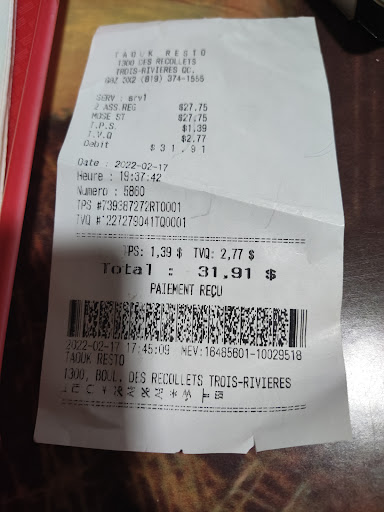 TAOUK RESTO
1300 DES RECOLLETS
TROIS-RIVIERES QC.
G8Z 3X2 (819) 374-1555
SERV : srv1
2 ASS.REG $27.75
MDSE ST $27.75
T.P.S. $1.39
T.V.Q $2.77
Debit $31.91
Date : 2022-02-17
Heure : 19:37:42
Numero : 5860
TPS #739387272RT0001
TVQ #1227279041TQ0001
TPS: 1,39 $ TVQ: 2,77 $
Total : 31,91 $
PAIEMENT REÇU
2022-02-17 17:45:09 MEV:16485601-10029518
TAOUK RESTO
1300, BOUL. DES RECOLLETS TROIS-RIVIERES